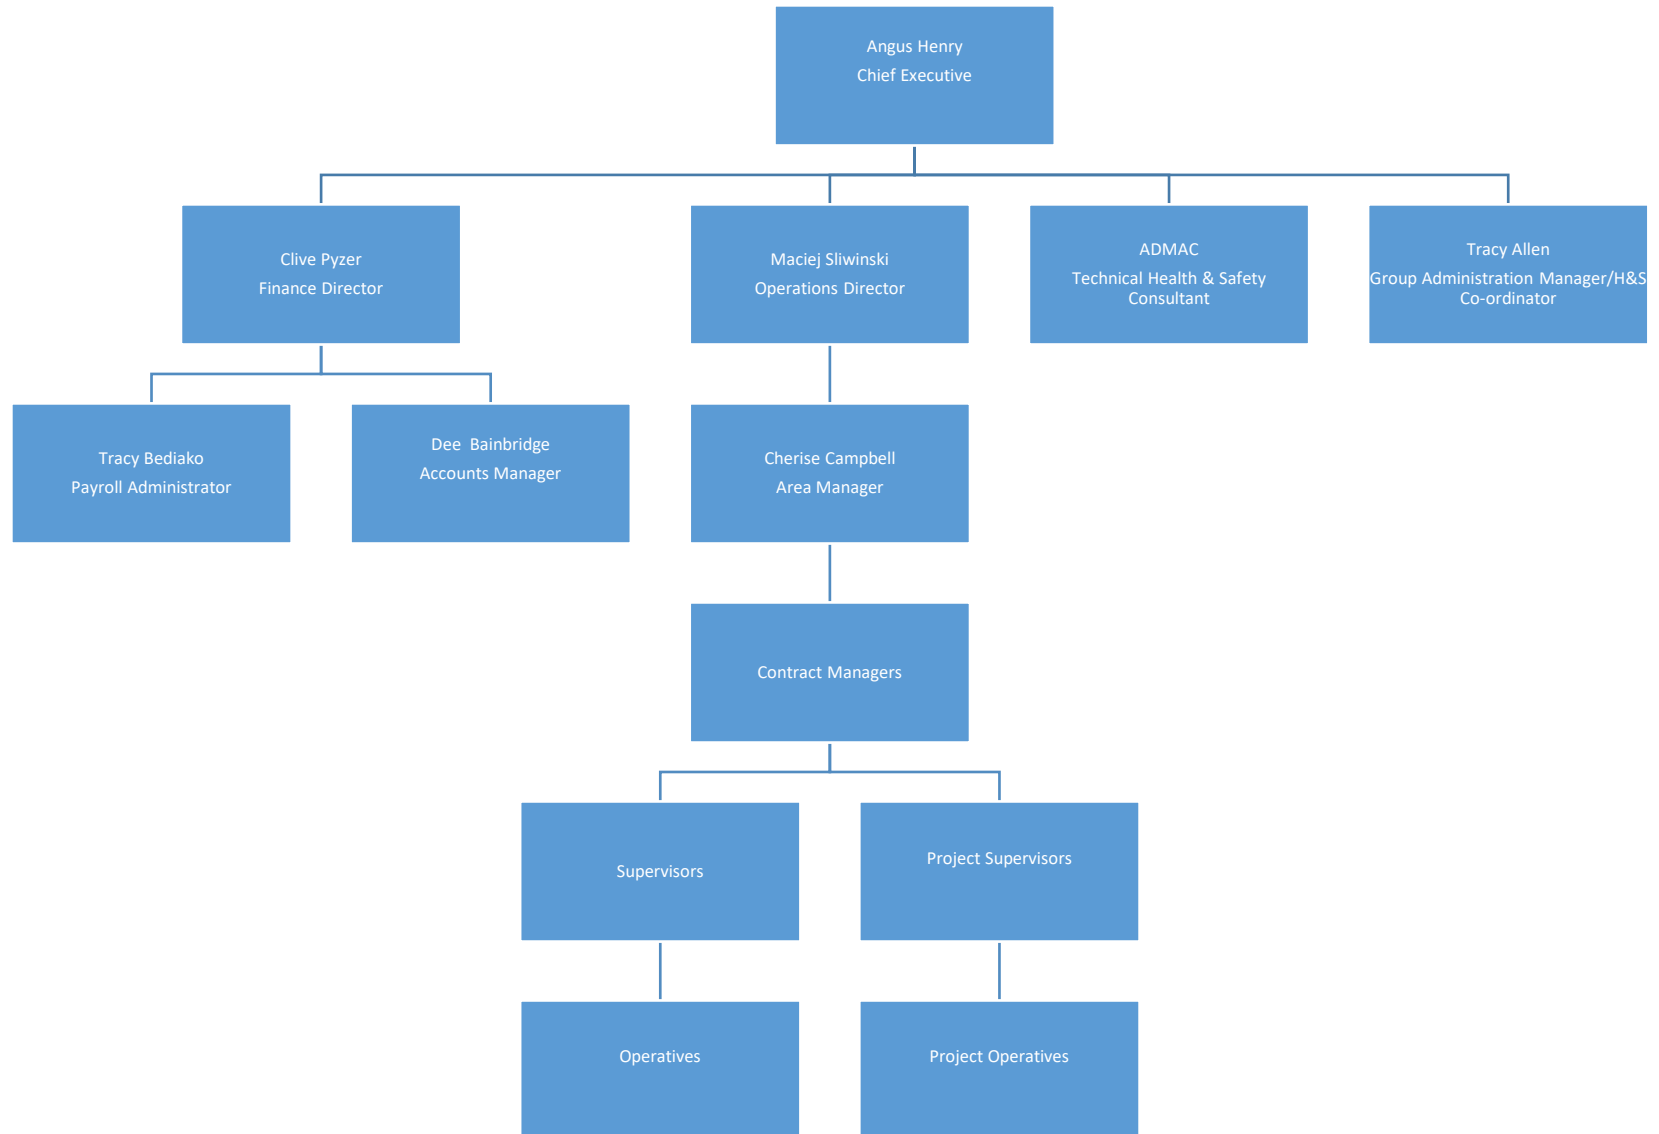 Angus Henry
Chief Executive
Clive Pyzer
Finance Director
Maciej Sliwinski
Operations Director
ADMAC
Technical Health & Safety
Consultant
Tracy Allen
Group Administration Manager/H&S
Co-ordinator
Tracy Bediako
Payroll Administrator
Dee Bainbridge
Accounts Manager
Cherise Campbell
Area Manager
Contract Managers
Supervisors
Project Supervisors
Operatives
Project Operatives